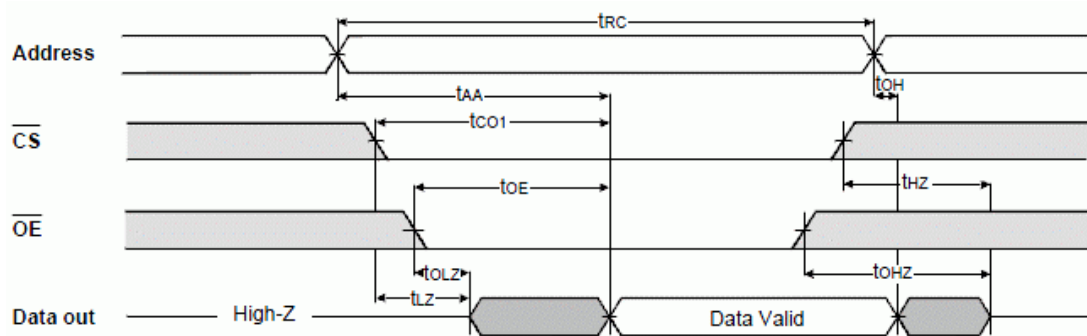 tRC
Address
tOH
tAA
CS
tCO1
tHZ
tOE
OE
tOLZ
tOHZ
tLZ
Data out High-Z Data Valid